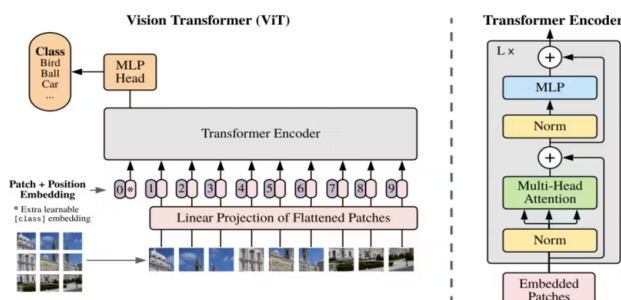 Vision Transformer (ViT)
Class
Bird
Ball
Car
...
MLP
Head
Transformer Encoder
Patch + Position
Embedding
* Extra learnable
[class] embedding
0 * 1 2 3 4 5 6 7 8 9
Linear Projection of Flattened Patches
Transformer Encoder
L ×
+
MLP
Norm
+
Multi-Head
Attention
Norm
Embedded
Patches